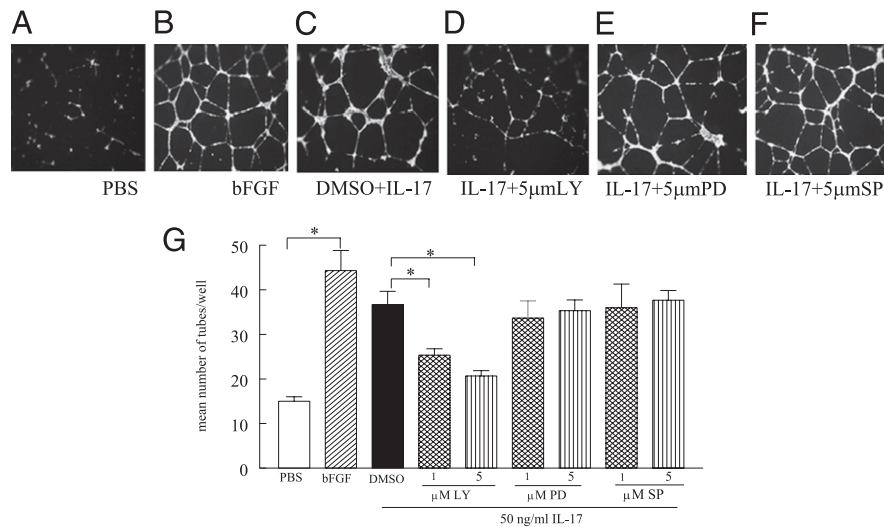 A B C D E F
PBS bFGF DMSO+IL-17 IL-17+5μmLY IL-17+5μmPD IL-17+5μmSP
G
mean number of tubes/well
50
40
30
20
10
0
*
*
*
PBS bFGF DMSO 1 5 1 5 1 5
μM LY μM PD μM SP
50 ng/ml IL-17